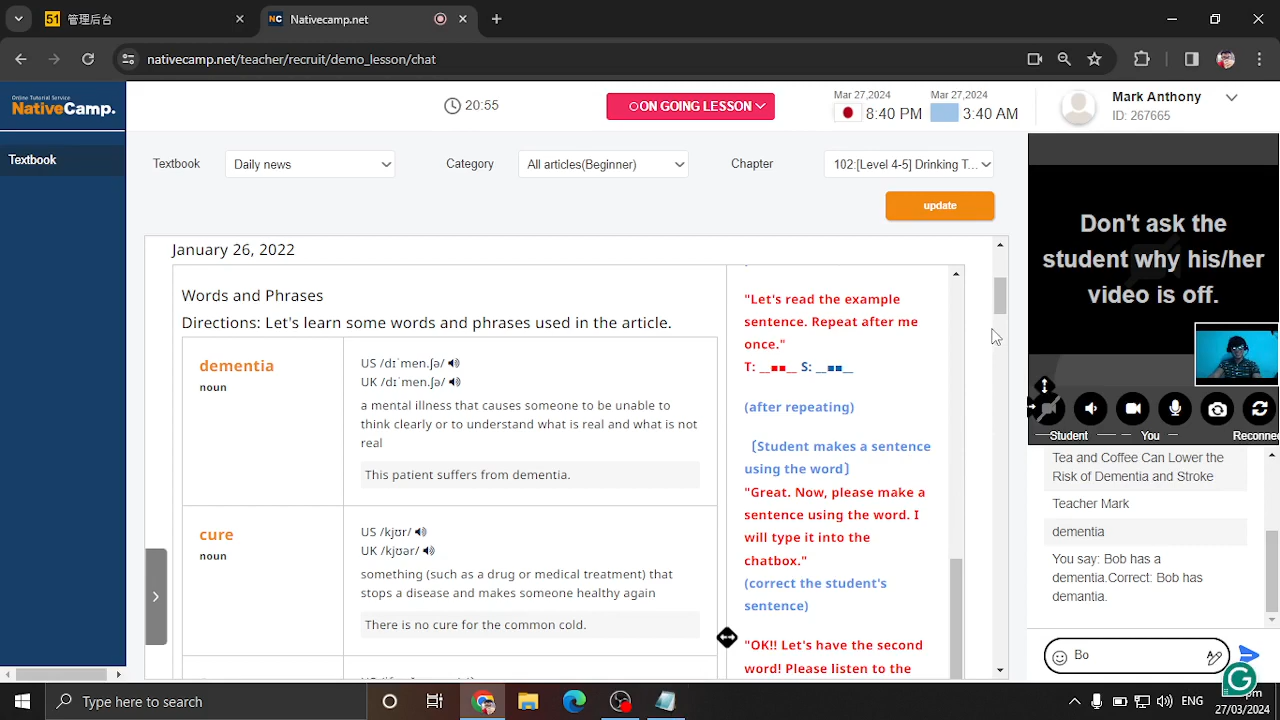 51 管理后台
NC Nativecamp.net
nativecamp.net/teacher/recruit/demo_lesson/chat
Online Tutorial Service
NativeCamp.
Textbook
20:55
ON GOING LESSON
Mar 27,2024
8:40 PM
Mar 27,2024
3:40 AM
Mark Anthony
ID: 267665
Textbook
Daily news
Category
All articles(Beginner)
Chapter
102:[Level 4-5] Drinking T...
update
January 26, 2022
Words and Phrases
Directions: Let's learn some words and phrases used in the article.
dementia
noun
US /dɪˈmen.ʃə/
UK /dɪˈmen.ʃə/
a mental illness that causes someone to be unable to
think clearly or to understand what is real and what is not
real
This patient suffers from dementia.
cure
noun
US /kjʊr/
UK /kjʊər/
something (such as a drug or medical treatment) that
stops a disease and makes someone healthy again
There is no cure for the common cold.
"Let's read the example
sentence. Repeat after me
once."
T: __■■__ S: __■■__
(after repeating)
〔Student makes a sentence
using the word〕
"Great. Now, please make a
sentence using the word. I
will type it into the
chatbox."
(correct the student's
sentence)
"OK!! Let's have the second
word! Please listen to the
Don't ask the
student why his/her
video is off.
Student
You
Reconnec
Tea and Coffee Can Lower the
Risk of Dementia and Stroke
Teacher Mark
dementia
You say: Bob has a
dementia.Correct: Bob has
demantia.
Bo
Type here to search
ENG
27/03/2024